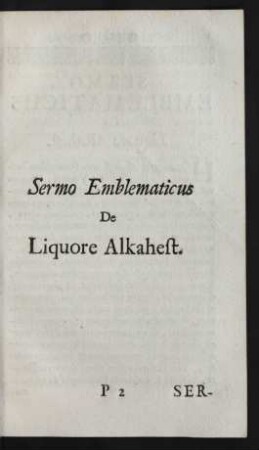 Sermo Emblematicus
De
Liquore Alkaheſt.
P 2 SER-